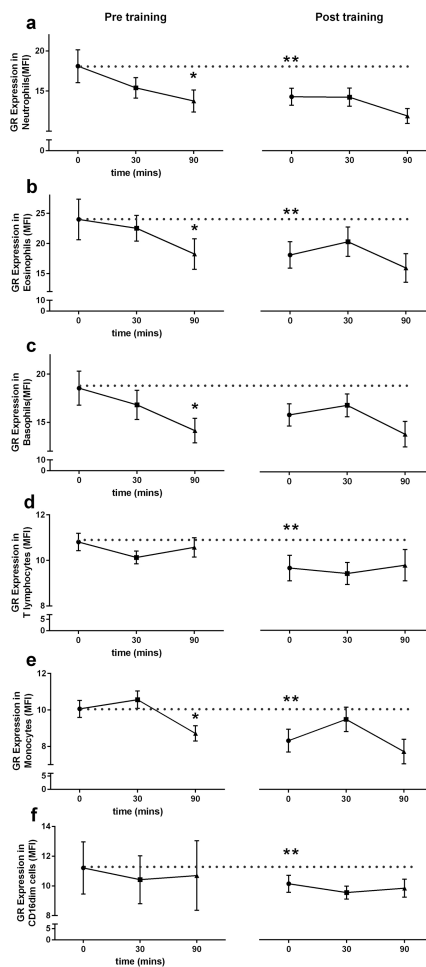 Pre training
Post training
a
GR Expression in
Neutrophils(MFI)
20
15
0
*
**
0 30 90 0 30 90
time (mins)
b
GR Expression in
Eosinophils (MFI)
25
20
15
10
0
*
**
0 30 90 0 30 90
time (mins)
c
GR Expression in
Basophils(MFI)
20
15
10
0
*
0 30 90 0 30 90
time (mins)
d
GR Expression in
T lymphocytes (MFI)
12
10
8
5
0
**
0 30 90 0 30 90
time (mins)
e
GR Expression in
Monocytes (MFI)
12
10
8
5
0
*
**
0 30 90 0 30 90
time (mins)
f
GR Expression in
CD16dim cells (MFI)
14
12
10
8
5
0
**
0 30 90 0 30 90
time (mins)